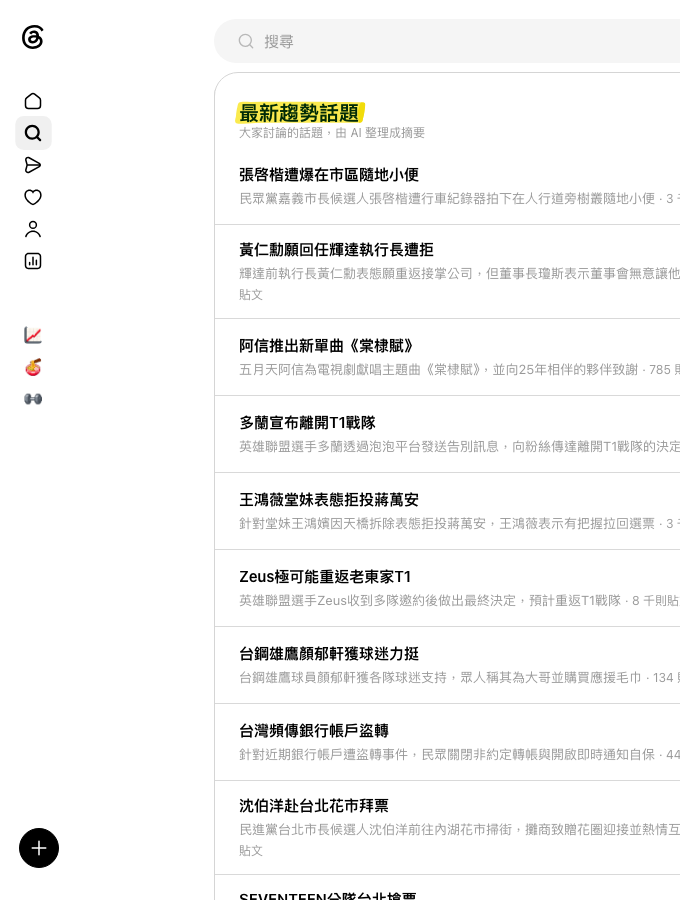 搜尋
最新趨勢話題
大家討論的話題，由 AI 整理成摘要
張啓楷遭爆在市區隨地小便
民眾黨嘉義市長候選人張啓楷遭行車紀錄器拍下在人行道旁樹叢隨地小便 · 3
黃仁勳願回任輝達執行長遭拒
輝達前執行長黃仁勳表態願重返接掌公司，但董事長瓊斯表示董事會無意讓他
貼文
阿信推出新單曲《棠棣賦》
五月天阿信為電視劇獻唱主題曲《棠棣賦》，並向25年相伴的夥伴致謝 · 785
多蘭宣布離開T1戰隊
英雄聯盟選手多蘭透過泡泡平台發送告別訊息，向粉絲傳達離開T1戰隊的決定
王鴻薇堂妹表態拒投蔣萬安
針對堂妹王鴻嬪因天橋拆除表態拒投蔣萬安，王鴻薇表示有把握拉回選票 · 3
Zeus極可能重返老東家T1
英雄聯盟選手Zeus收到多隊邀約後做出最終決定，預計重返T1戰隊 · 8 千則貼
台鋼雄鷹顏郁軒獲球迷力挺
台鋼雄鷹球員顏郁軒獲各隊球迷支持，眾人稱其為大哥並購買應援毛巾 · 134
台灣頻傳銀行帳戶盜轉
針對近期銀行帳戶遭盜轉事件，民眾關閉非約定轉帳與開啟即時通知自保 · 44
沈伯洋赴台北花市拜票
民進黨台北市長候選人沈伯洋前往內湖花市掃街，攤商致贈花圈迎接並熱情互
貼文
SEVENTEEN分隊台北搶票